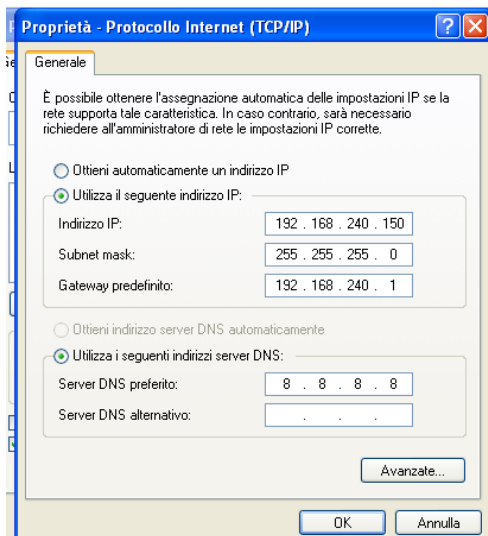 Proprietà - Protocollo Internet (TCP/IP)
Generale
È possibile ottenere l'assegnazione automatica delle impostazioni IP se la
rete supporta tale caratteristica. In caso contrario, sarà necessario
richiedere all'amministratore di rete le impostazioni IP corrette.
Ottieni automaticamente un indirizzo IP
Utilizza il seguente indirizzo IP:
Indirizzo IP: 192 . 168 . 240 . 150
Subnet mask: 255 . 255 . 255 . 0
Gateway predefinito: 192 . 168 . 240 . 1
Ottieni indirizzo server DNS automaticamente
Utilizza i seguenti indirizzi server DNS:
Server DNS preferito: 8 . 8 . 8 . 8
Server DNS alternativo: . . .
Avanzate...
OK Annulla